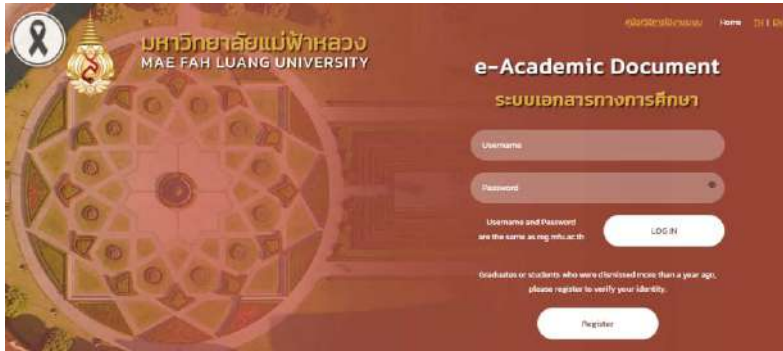 Home
มหาวิทยาลัยแม่ฟ้าหลวง
MAE FAH LUANG UNIVERSITY
e-Academic Document
ระบบเอกสารทางการศึกษา
Username
Password
Username and Password
are the same as reg.mfu.ac.th
LOG IN
Graduates or students who were dismissed more than a year ago,
please register to verify your identity.
Register